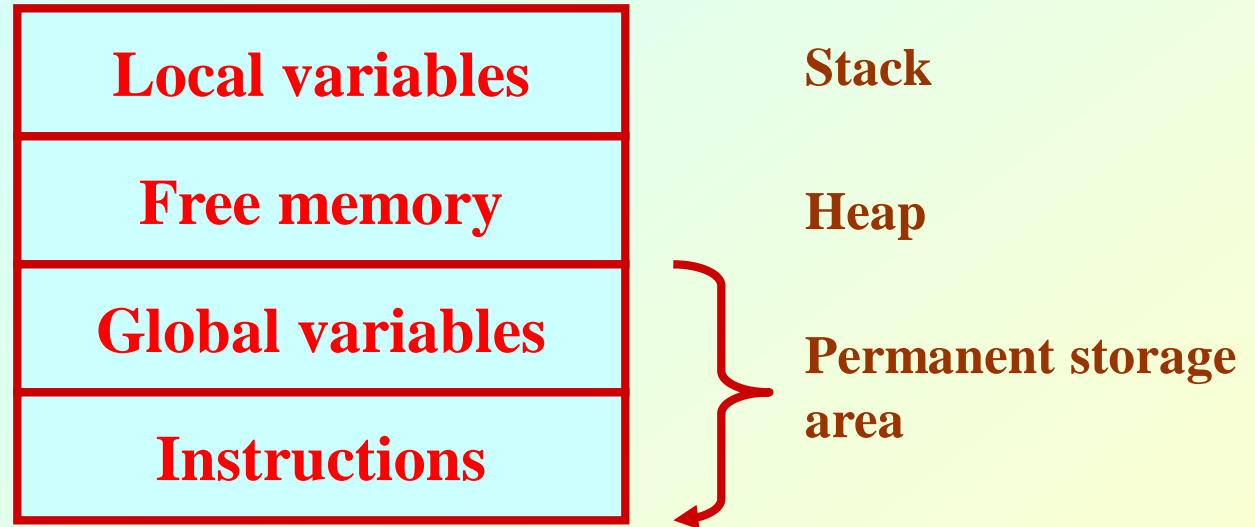 Local variables
Stack
Free memory
Heap
Global variables
Permanent storage
area
Instructions